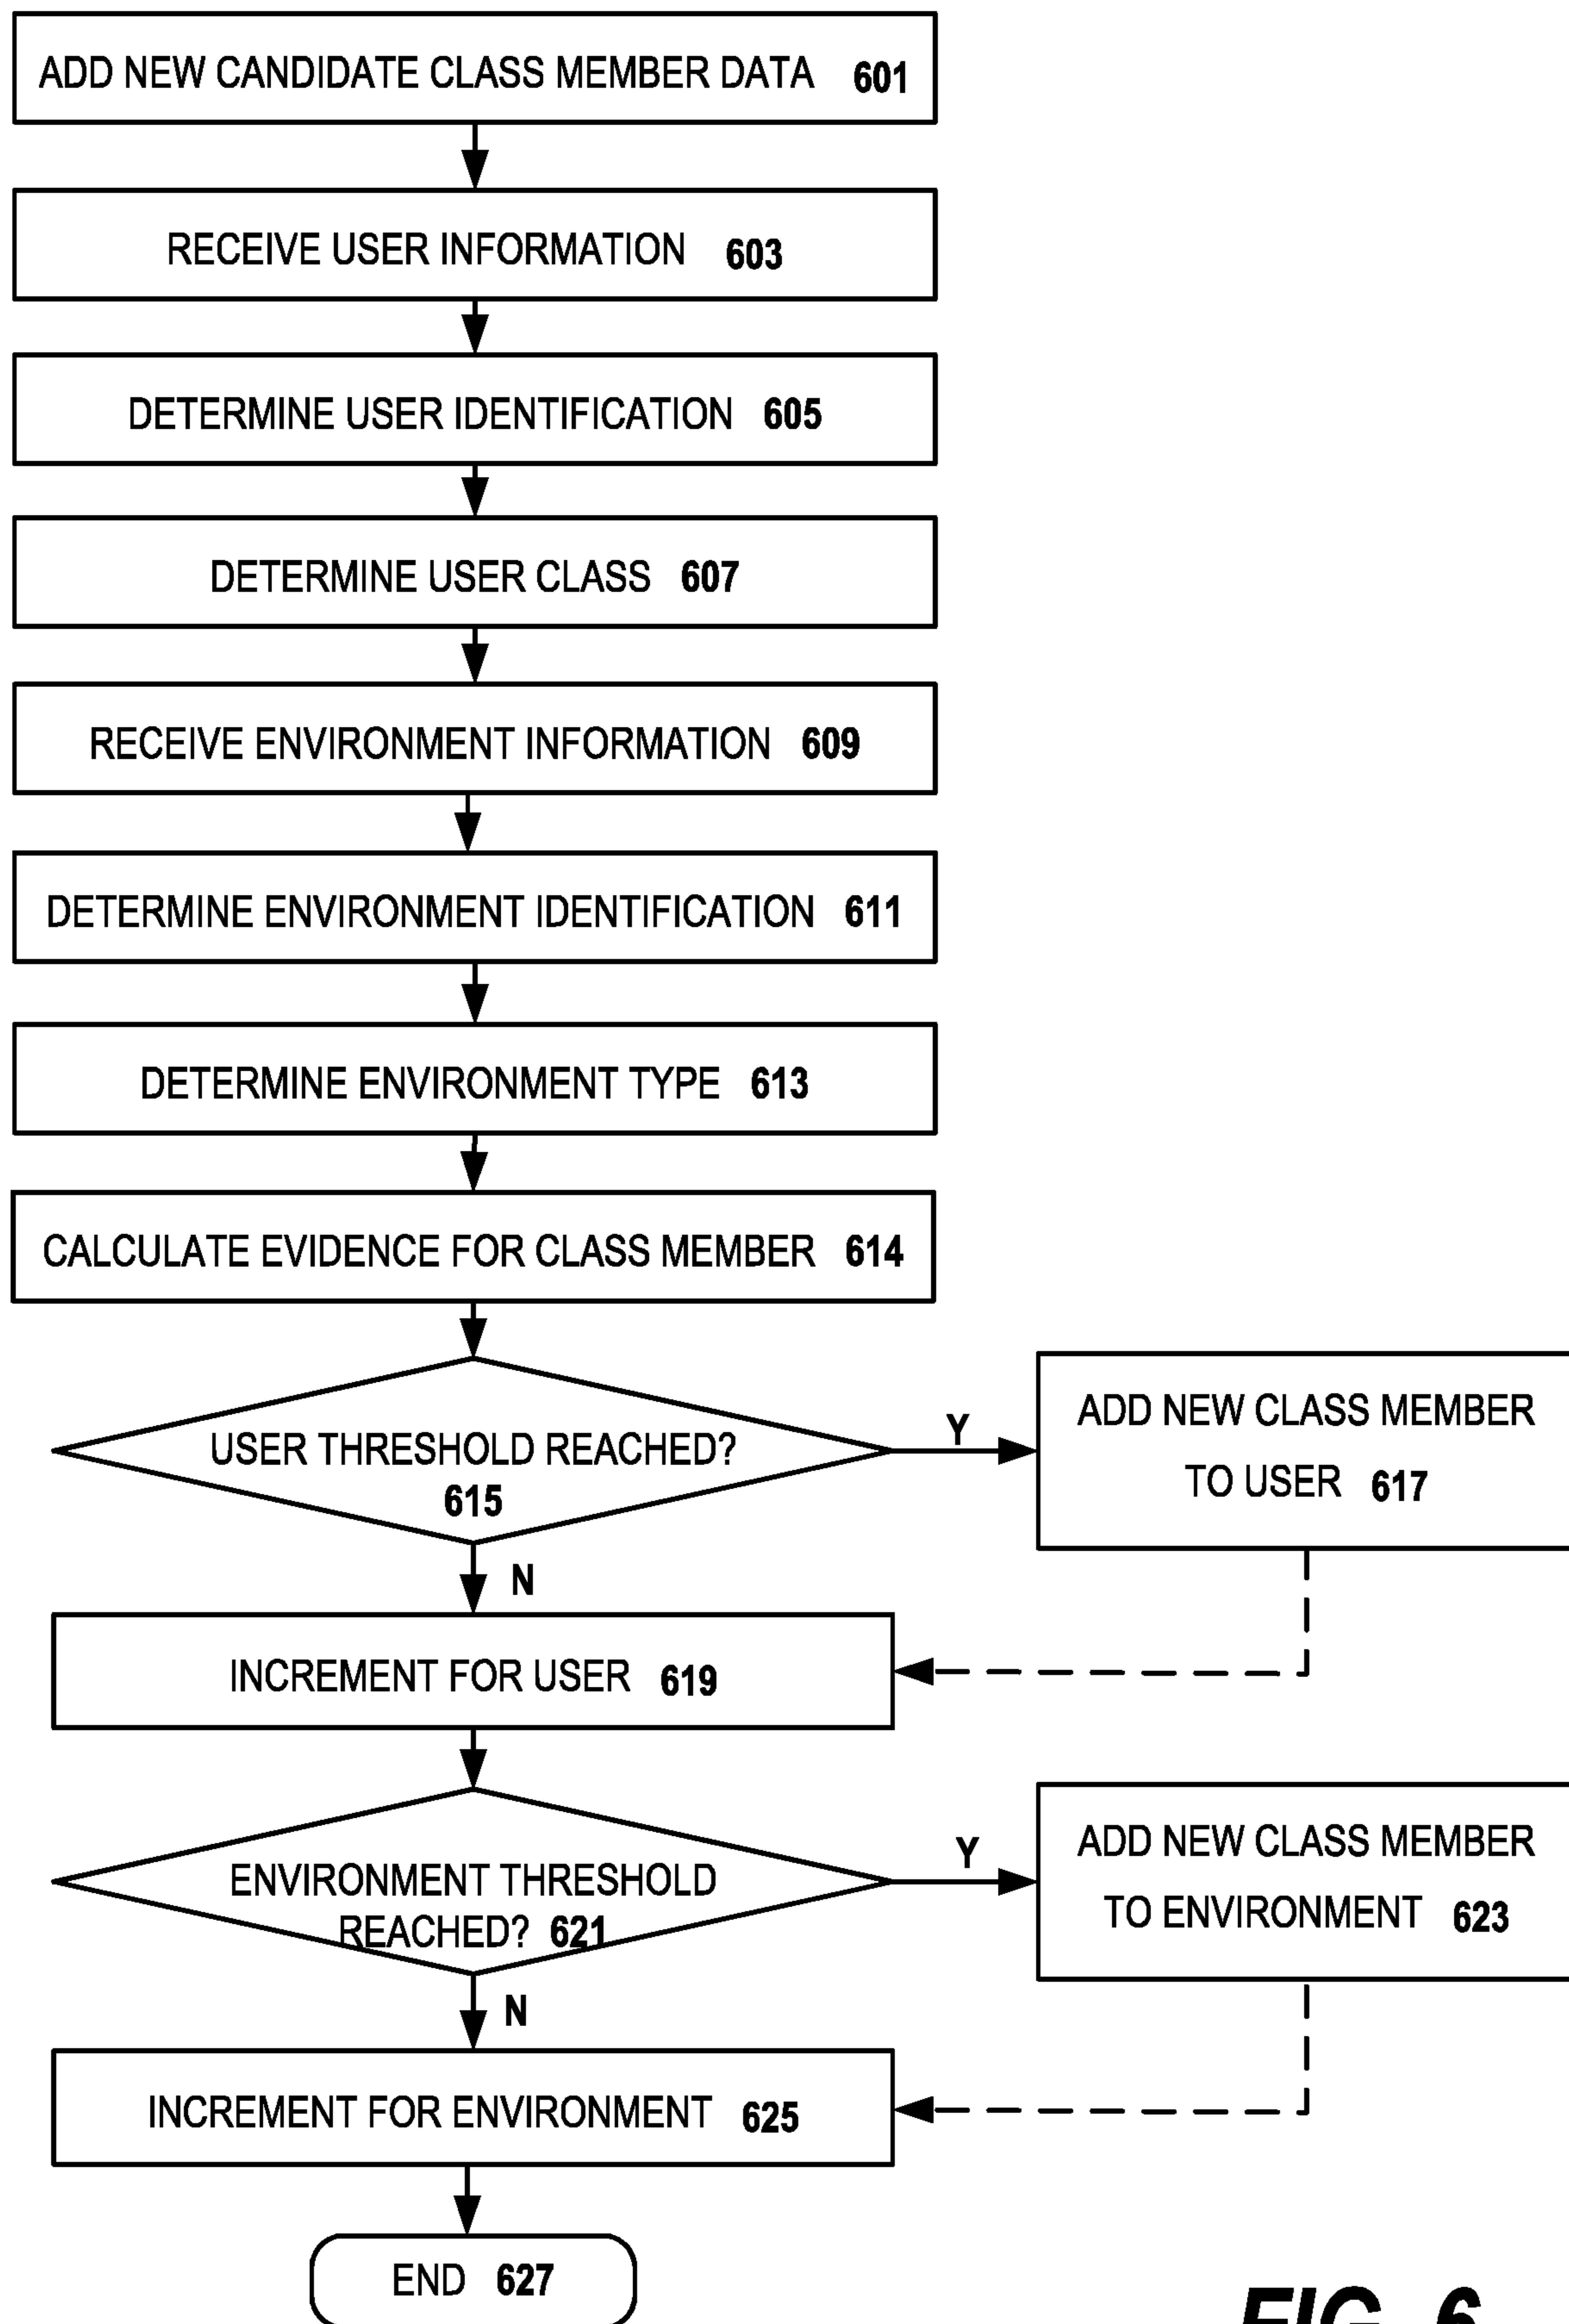 ADD NEW CANDIDATE CLASS MEMBER DATA 601
RECEIVE USER INFORMATION 603
DETERMINE USER IDENTIFICATION 605
DETERMINE USER CLASS 607
RECEIVE ENVIRONMENT INFORMATION 609
DETERMINE ENVIRONMENT IDENTIFICATION 611
DETERMINE ENVIRONMENT TYPE 613
CALCULATE EVIDENCE FOR CLASS MEMBER 614
USER THRESHOLD REACHED?
615
Y
ADD NEW CLASS MEMBER
TO USER 617
N
INCREMENT FOR USER 619
ENVIRONMENT THRESHOLD
REACHED? 621
Y
ADD NEW CLASS MEMBER
TO ENVIRONMENT 623
N
INCREMENT FOR ENVIRONMENT 625
END 627
FIG. 6